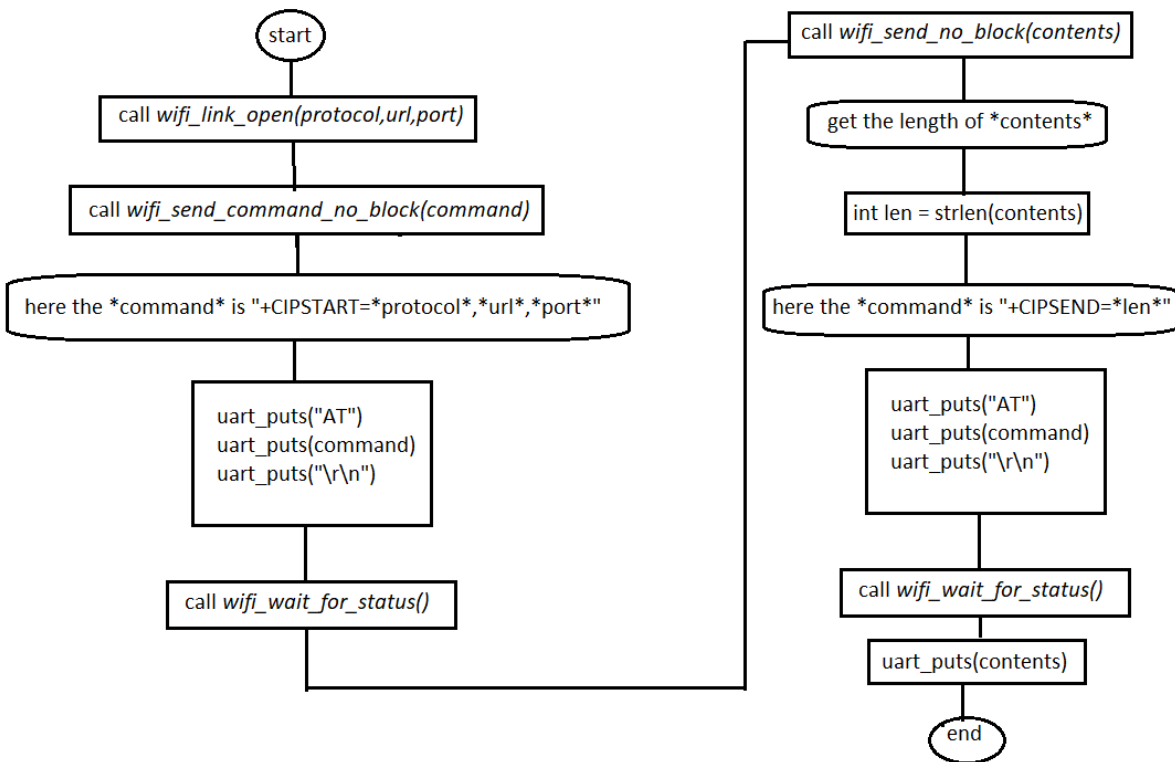 start
call wifi_link_open(protocol,url,port)
call wifi_send_command_no_block(command)
here the *command* is "+CIPSTART=*protocol*,*url*,*port*"
uart_puts("AT")
uart_puts(command)
uart_puts("\r\n")
call wifi_wait_for_status()
call wifi_send_no_block(contents)
get the length of *contents*
int len = strlen(contents)
here the *command* is "+CIPSEND=*len*"
uart_puts("AT")
uart_puts(command)
uart_puts("\r\n")
call wifi_wait_for_status()
uart_puts(contents)
end